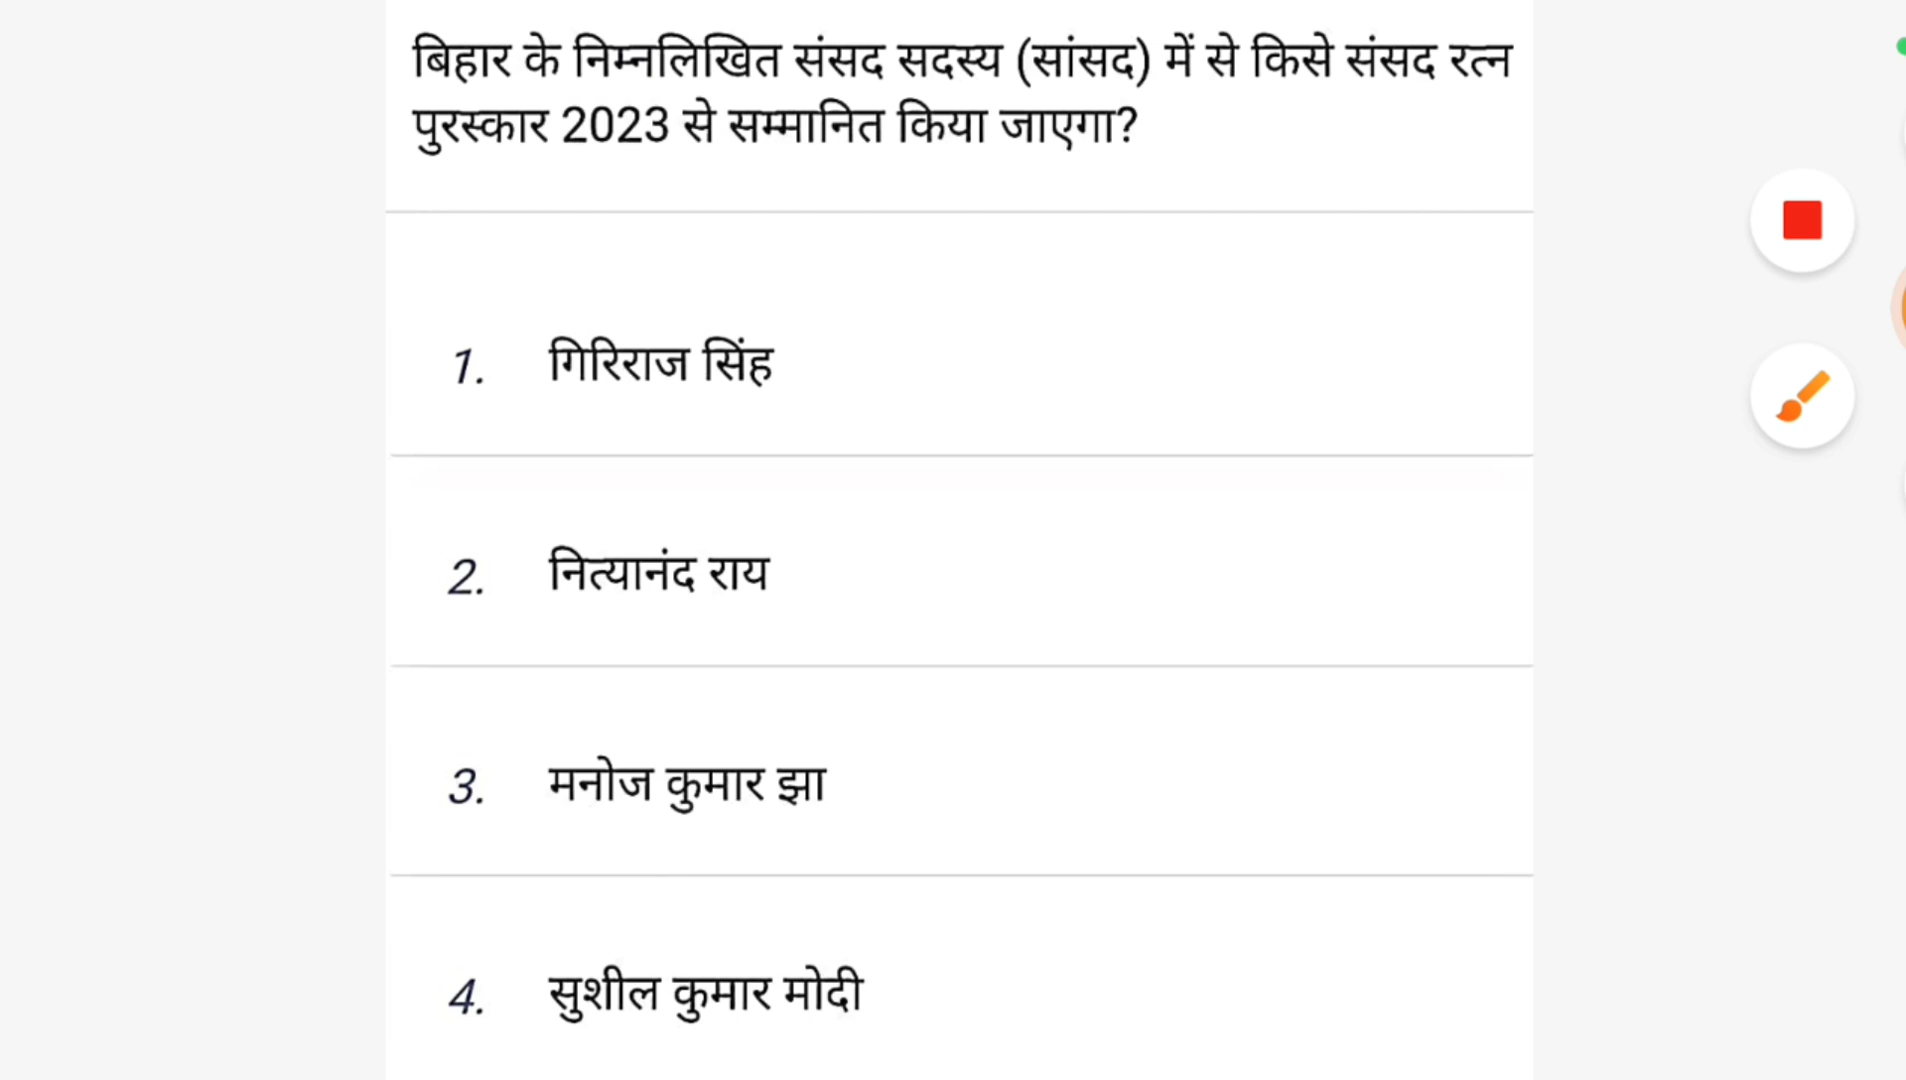 बिहार के निम्नलिखित संसद सदस्य (सांसद) में से किसे संसद रत्न
पुरस्कार 2023 से सम्मानित किया जाएगा?
1. गिरिराज सिंह
2. नित्यानंद राय
3. मनोज कुमार झा
4. सुशील कुमार मोदी